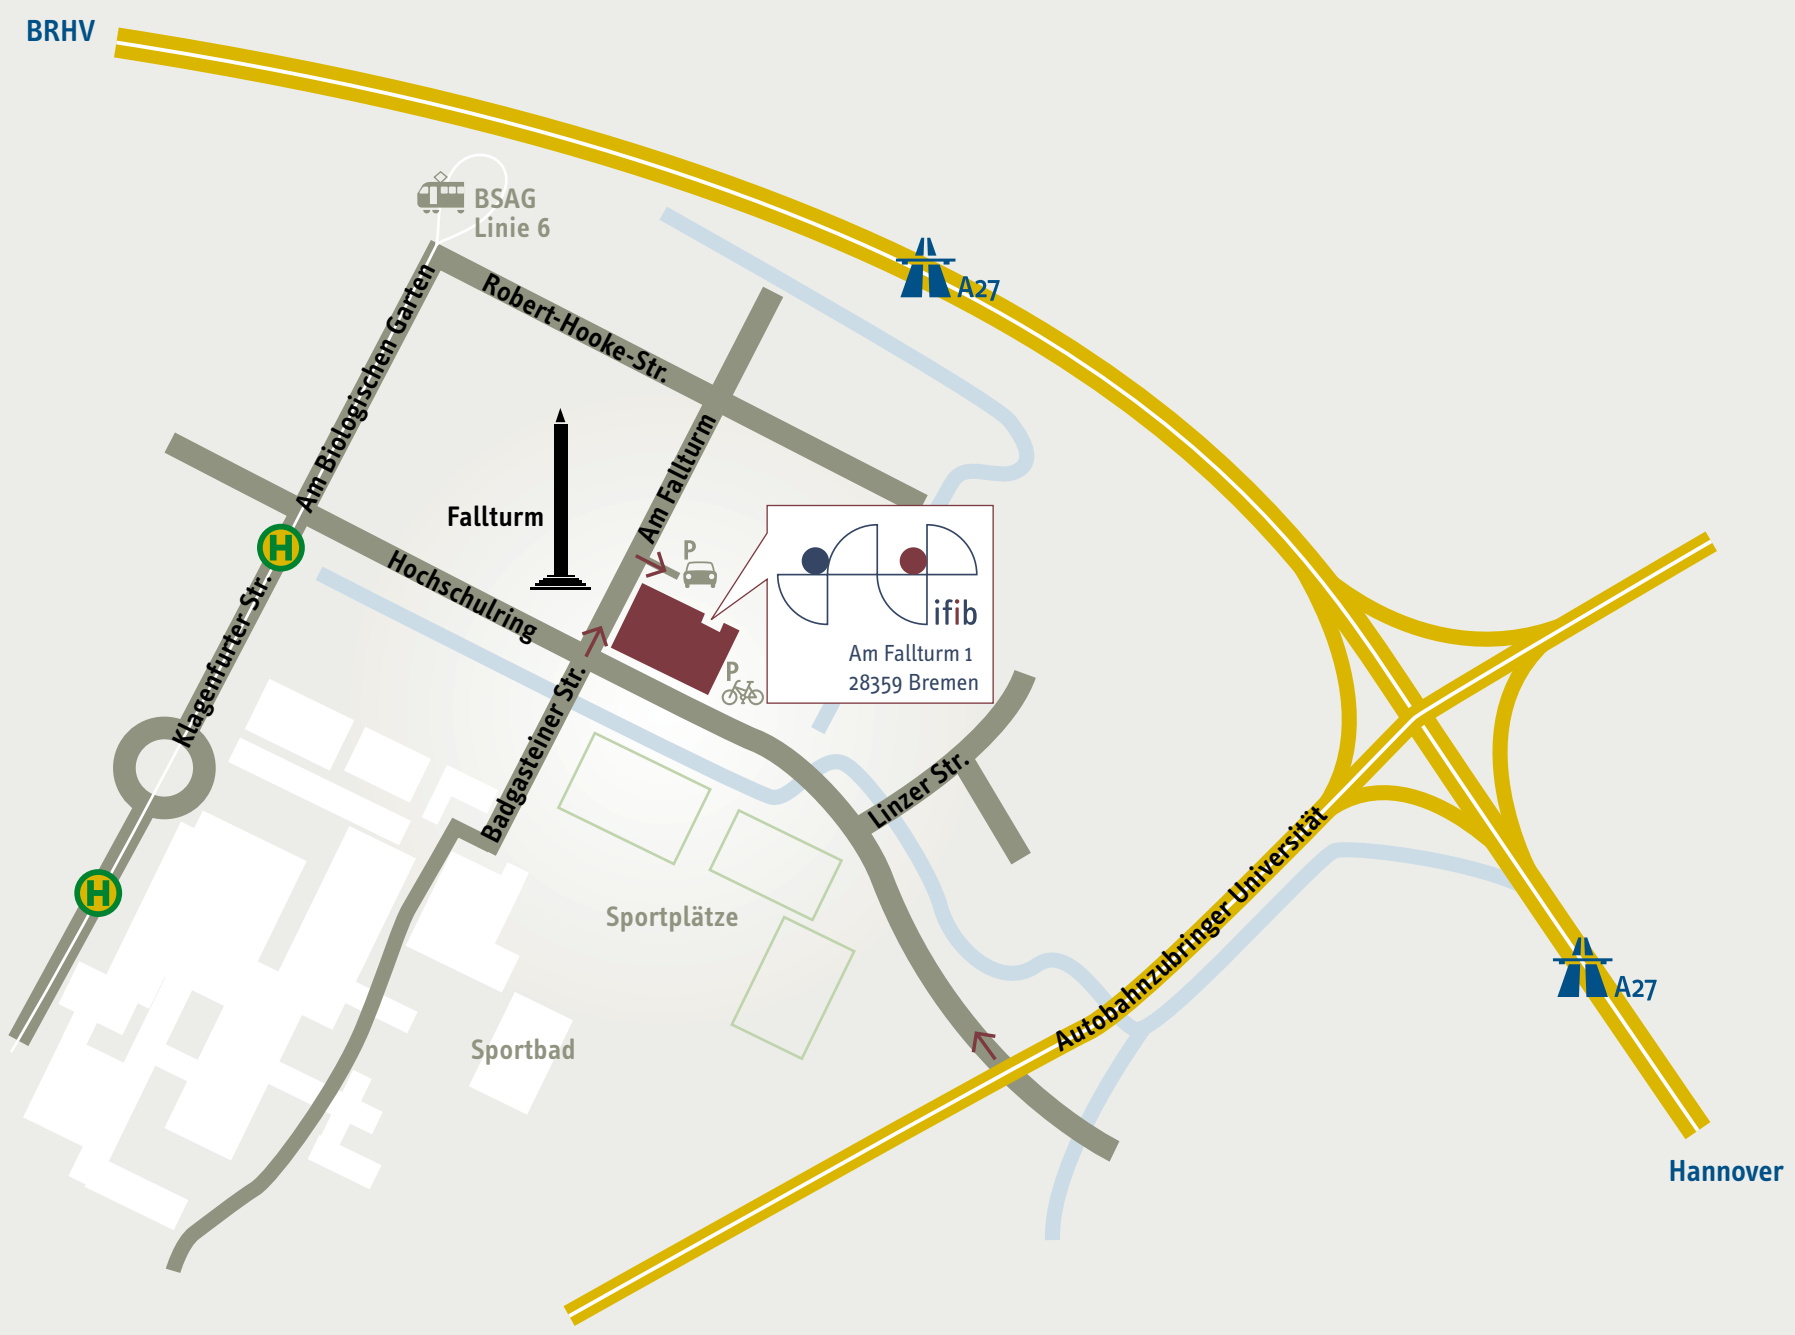 BRHV
BSAG
Linie 6
A27
Robert-Hooke-Str.
Am Biologischen Garten
Am Fallturm
Fallturm
H
Hochschulring
P
ifib
Am Fallturm 1
28359 Bremen
Klagenfurter Str.
P
Badgasteiner Str.
Linzer Str.
H
Sportplätze
Autobahnzubringer Universität
A27
Sportbad
Hannover